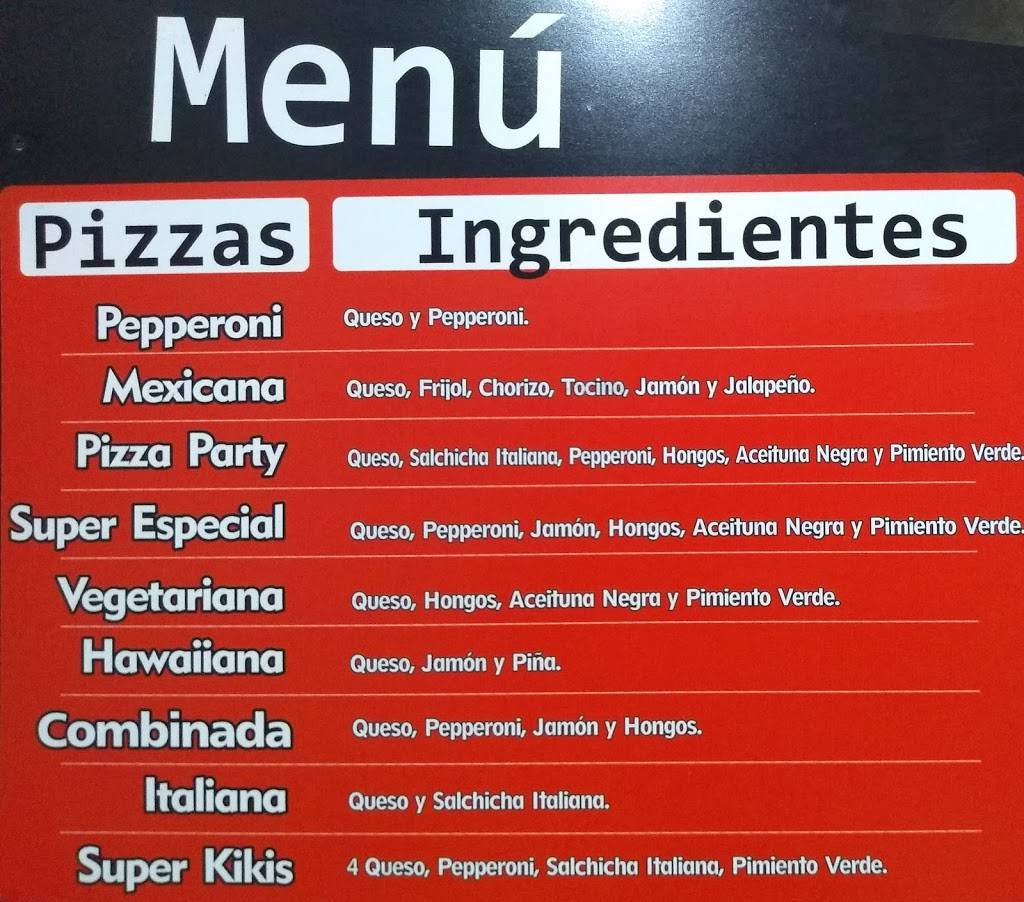 Menú
Pizzas Ingredientes
Pepperoni Queso y Pepperoni.
Mexicana Queso, Frijol, Chorizo, Tocino, Jamón y Jalapeño.
Pizza Party Queso, Salchicha Italiana, Pepperoni, Hongos, Aceituna Negra y Pimiento Verde.
Super Especial Queso, Pepperoni, Jamón, Hongos, Aceituna Negra y Pimiento Verde.
Vegetariana Queso, Hongos, Aceituna Negra y Pimiento Verde.
Hawaiiana Queso, Jamón y Piña.
Combinada Queso, Pepperoni, Jamón y Hongos.
Italiana Queso y Salchicha Italiana.
Super Kikis 4 Queso, Pepperoni, Salchicha Italiana, Pimiento Verde.